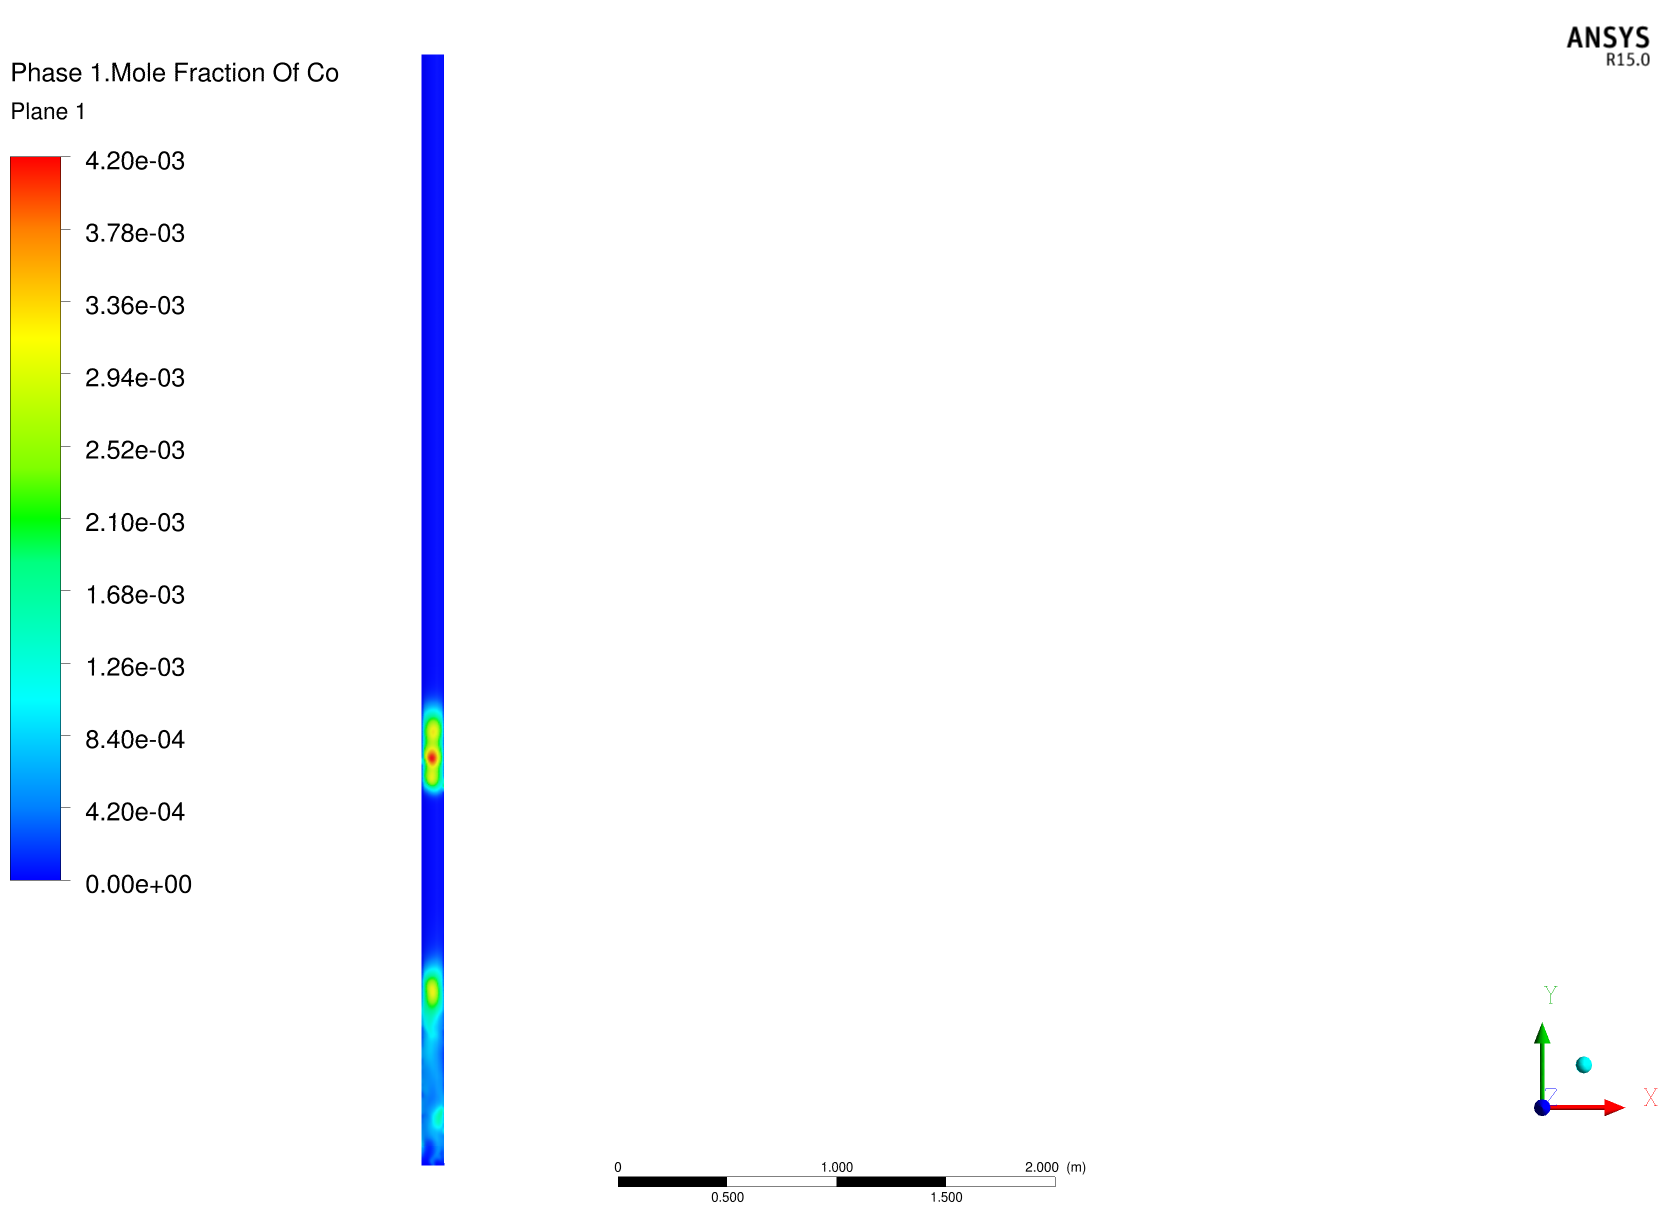 ANSYS
R15.0
Phase 1.Mole Fraction Of Co
Plane 1
4.20e-03
3.78e-03
3.36e-03
2.94e-03
2.52e-03
2.10e-03
1.68e-03
1.26e-03
8.40e-04
4.20e-04
0.00e+00
Y
Z
X
0 1.000 2.000 (m)
0.500 1.500